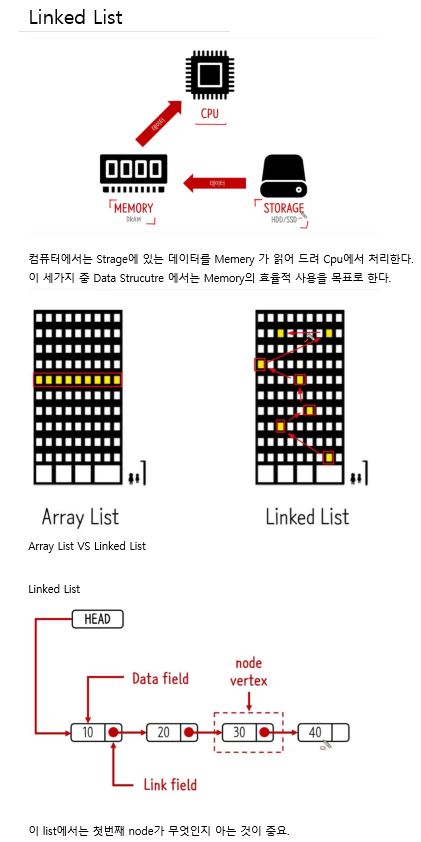 Linked List
CPU
데이터
데이터
MEMORY
DRAM
STORAGE
HDD/SSD
컴퓨터에서는 Strage에 있는 데이터를 Memery 가 읽어 드려 Cpu에서 처리한다.
이 세가지 중 Data Strucutre 에서는 Memory의 효율적 사용을 목표로 한다.
Array List
Linked List
Array List VS Linked List
Linked List
HEAD
Data field
node
vertex
10
20
30
40
Link field
이 list에서는 첫번째 node가 무엇인지 아는 것이 중요.